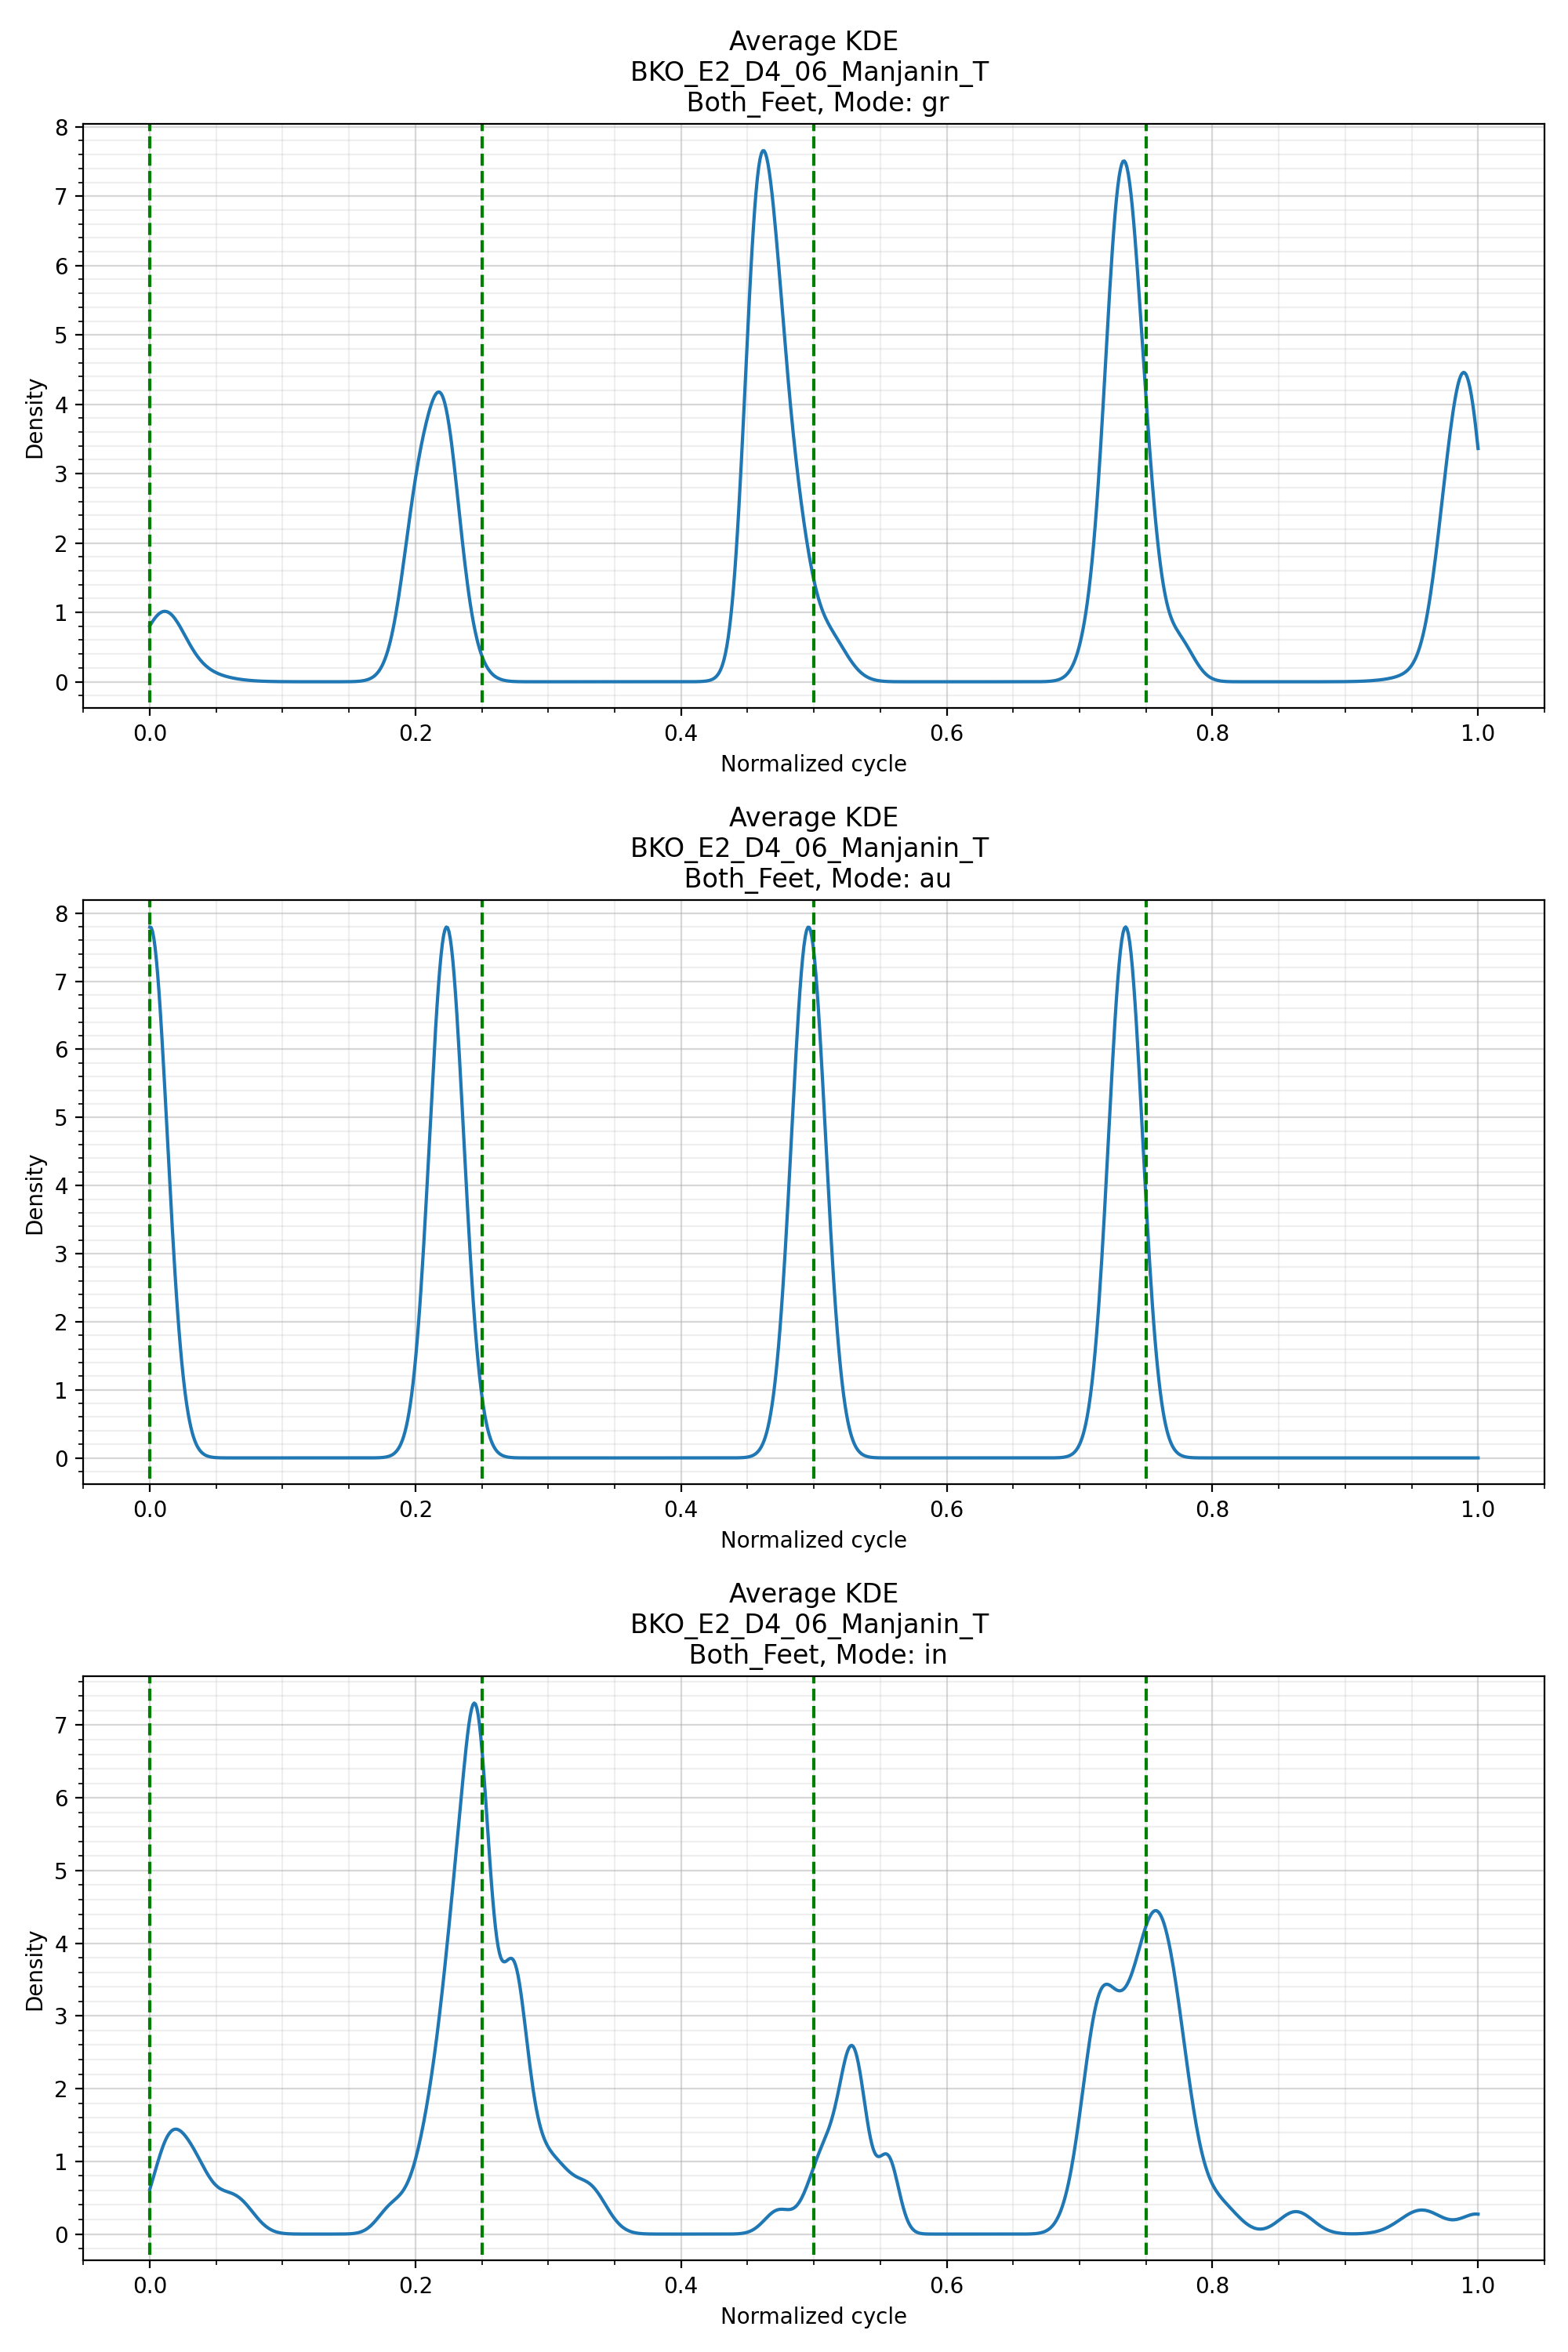 Average KDE
BKO_E2_D4_06_Manjanin_T
Both_Feet, Mode: gr
8
7
6
5
4
3
2
1
0
Density
0.0 0.2 0.4 0.6 0.8 1.0
Normalized cycle
Average KDE
BKO_E2_D4_06_Manjanin_T
Both_Feet, Mode: au
8
7
6
5
4
3
2
1
0
Density
0.0 0.2 0.4 0.6 0.8 1.0
Normalized cycle
Average KDE
BKO_E2_D4_06_Manjanin_T
Both_Feet, Mode: in
7
6
5
4
3
2
1
0
Density
0.0 0.2 0.4 0.6 0.8 1.0
Normalized cycle